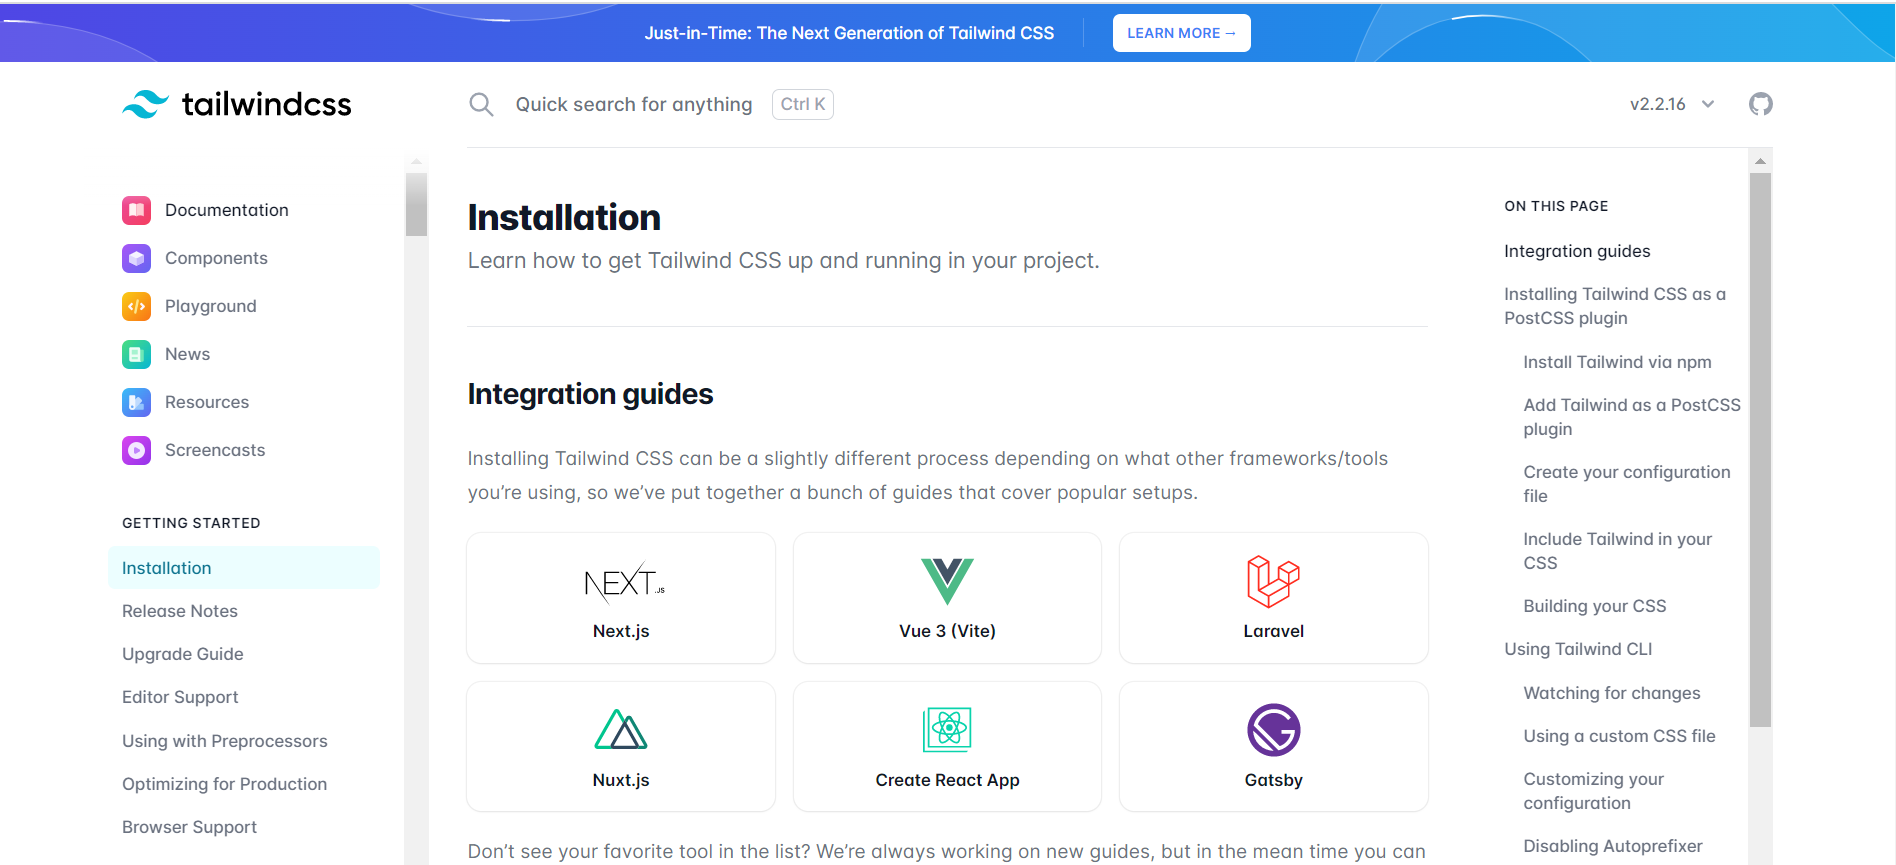 Just-in-Time: The Next Generation of Tailwind CSS
LEARN MORE →
tailwindcss
Quick search for anything
Ctrl K
v2.2.16
Documentation
Components
Playground
News
Resources
Screencasts
GETTING STARTED
Installation
Release Notes
Upgrade Guide
Editor Support
Using with Preprocessors
Optimizing for Production
Browser Support
Installation
Learn how to get Tailwind CSS up and running in your project.
Integration guides
Installing Tailwind CSS can be a slightly different process depending on what other frameworks/tools
you’re using, so we’ve put together a bunch of guides that cover popular setups.
NEXT.JS
Next.js
Vue 3 (Vite)
Laravel
Nuxt.js
Create React App
Gatsby
Don’t see your favorite tool in the list? We’re always working on new guides, but in the mean time you can
ON THIS PAGE
Integration guides
Installing Tailwind CSS as a
PostCSS plugin
Install Tailwind via npm
Add Tailwind as a PostCSS
plugin
Create your configuration
file
Include Tailwind in your
CSS
Building your CSS
Using Tailwind CLI
Watching for changes
Using a custom CSS file
Customizing your
configuration
Disabling Autoprefixer